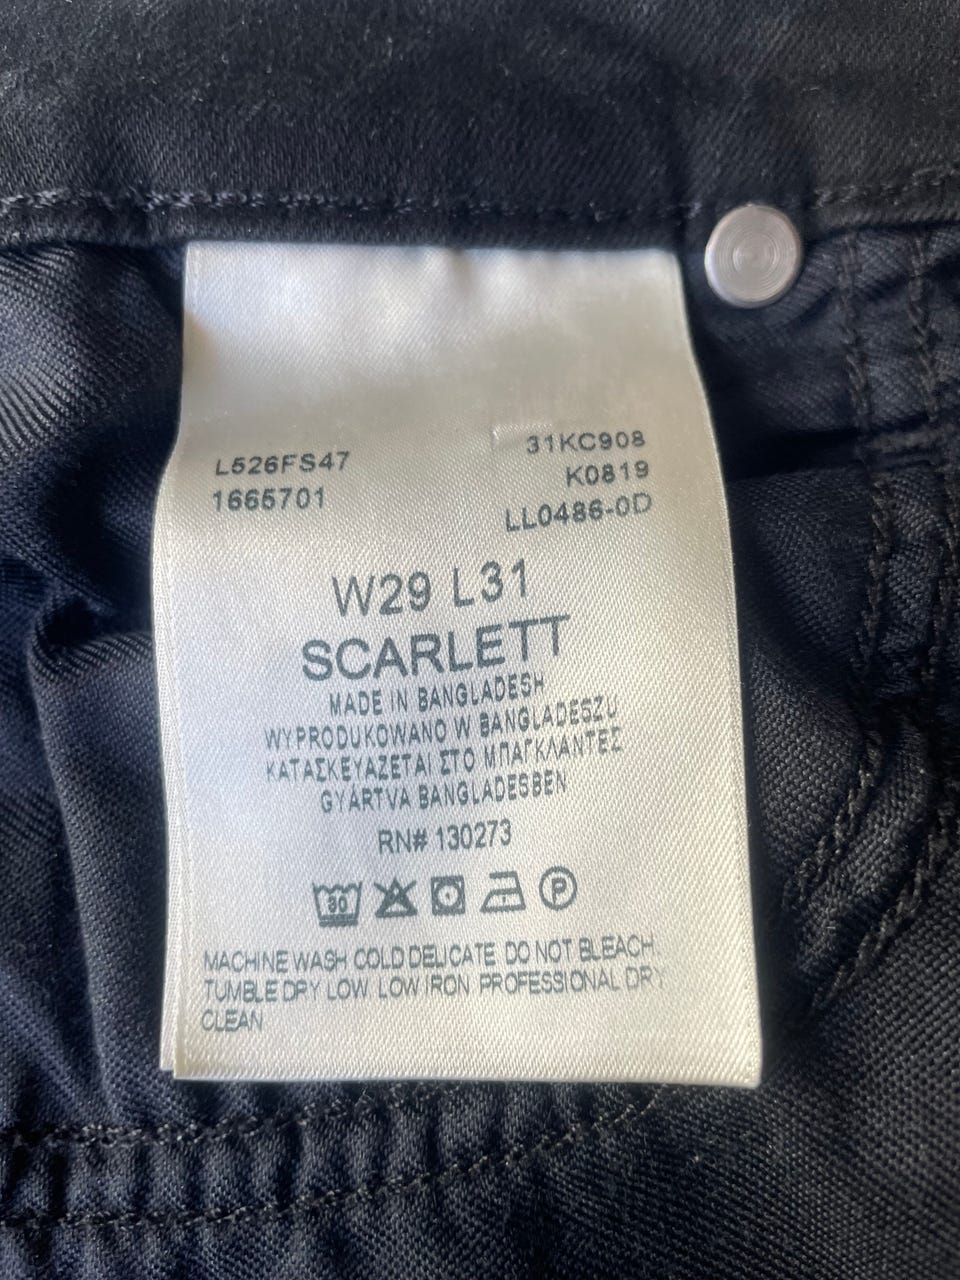 L526FS47
1665701
31KC908
K0819
LL0486-0D
W29 L31
SCARLETT
MADE IN BANGLADESH
WYPRODUKOWANO W BANGLADESZU
ΚΑΤΑΣΚΕΥΑΖΕΤΑΙ ΣΤΟ ΜΠΑΓΚΛΑΝΤΕΣ
GYÁRTVA BANGLADESBEN
RN# 130273
30 P
MACHINE WASH COLD DELICATE DO NOT BLEACH
TUMBLE DRY LOW LOW IRON PROFESSIONAL DRY
CLEAN